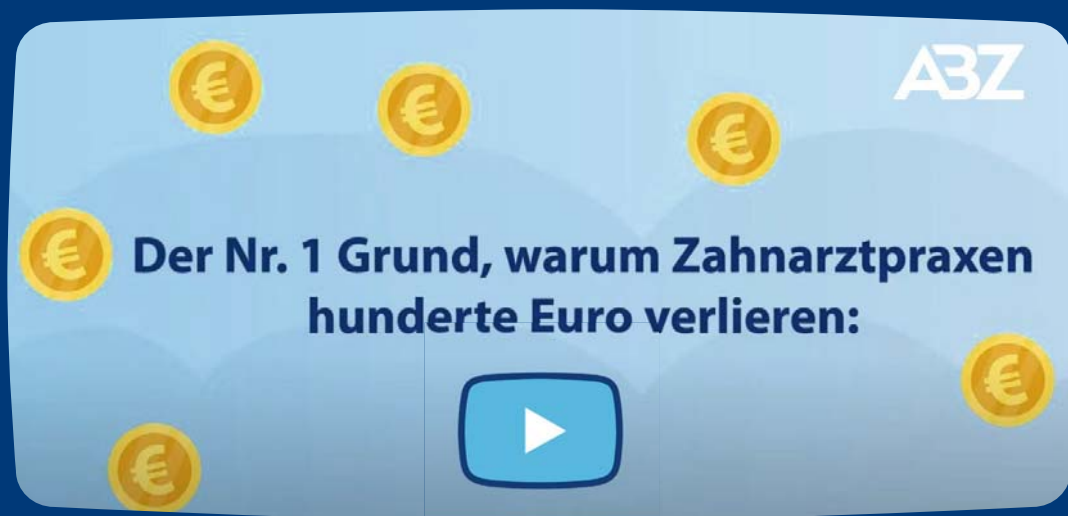 ABZ
Der Nr. 1 Grund, warum Zahnarztpraxen
hunderte Euro verlieren: